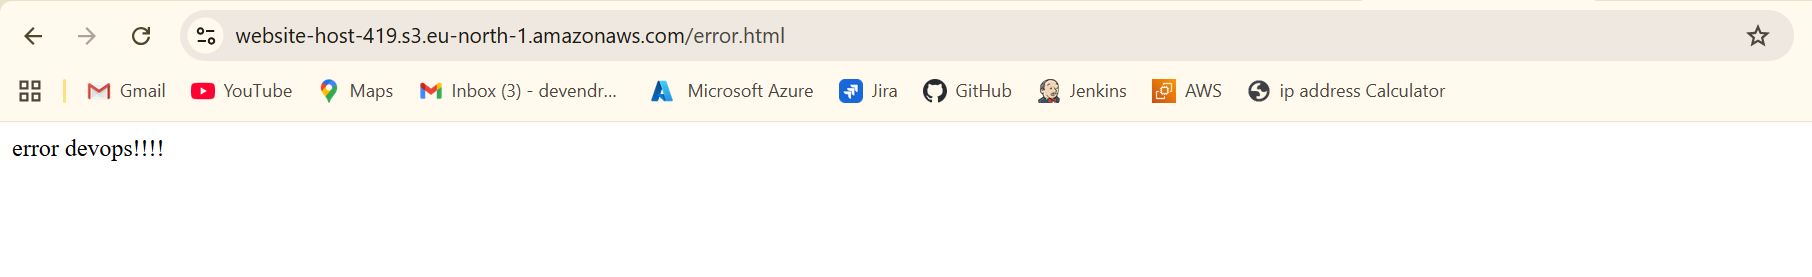 website-host-419.s3.eu-north-1.amazonaws.com/error.html
Gmail YouTube Maps Inbox (3) - devendr... Microsoft Azure Jira GitHub Jenkins AWS ip address Calculator
error devops!!!!